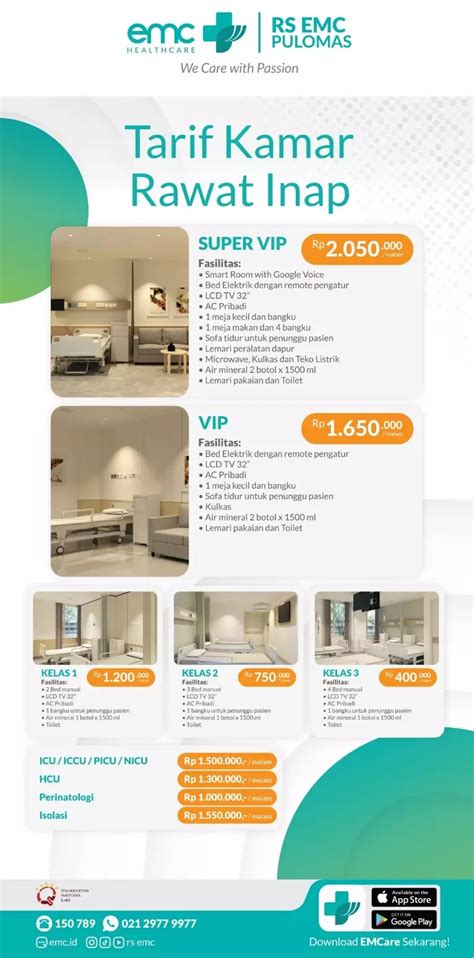 emc
HEALTHCARE
RS EMC
PULOMAS
We Care with Passion
Tarif Kamar
Rawat Inap
SUPER VIP
Rp 2.050.000
/ malam
Fasilitas:
• Smart Room with Google Voice
• Bed Elektrik dengan remote pengatur
• LCD TV 32"
• AC Pribadi
• 1 meja kecil dan bangku
• 1 meja makan dan 4 bangku
• Sofa tidur untuk penunggu pasien
• Lemari peralatan dapur
• Microwave, Kulkas dan Teko Listrik
• Air mineral 2 botol x 1500 ml
• Lemari pakaian dan Toilet
VIP
Rp 1.650.000
/ malam
Fasilitas:
• Bed Elektrik dengan remote pengatur
• LCD TV 32"
• AC Pribadi
• 1 meja kecil dan bangku
• Sofa tidur untuk penunggu pasien
• Kulkas
• Air mineral 2 botol x 1500 ml
• Lemari pakaian dan Toilet
KELAS 1
Rp 1.200.000
Fasilitas:
• 2 Bed manual
• LCD TV 32"
• AC Pribadi
• 1 bangku untuk penunggu pasien
• Air mineral 1 botol x 1500 ml
• Toilet
KELAS 2
Rp 750.000
Fasilitas:
• 3 Bed manual
• LCD TV 32"
• AC Pribadi
• 1 bangku untuk penunggu pasien
• Air mineral 1 botol x 1500 ml
• Toilet
KELAS 3
Rp 400.000
Fasilitas:
• 4 Bed manual
• LCD TV 32"
• AC Pribadi
• 1 bangku untuk penunggu pasien
• Air mineral 1 botol x 1500 ml
• Toilet
ICU / ICCU / PICU / NICU Rp 1.500.000,- / malam
HCU Rp 1.300.000,- / malam
Perinatologi Rp 1.000.000,- / malam
Isolasi Rp 1.550.000,- / malam
150 789 021 2977 9977
emc.id rs emc
Available on the
App Store
GET IT ON
Google Play
Download EMCare Sekarang!